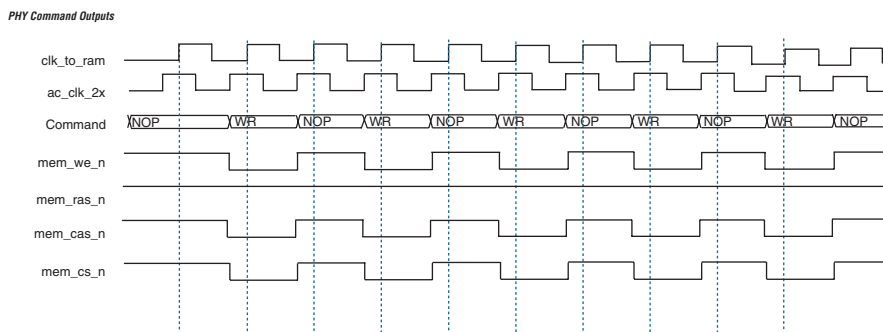 PHY Command Outputs
clk_to_ram
ac_clk_2x
Command NOP WR NOP WR NOP WR NOP WR NOP WR NOP
mem_we_n
mem_ras_n
mem_cas_n
mem_cs_n